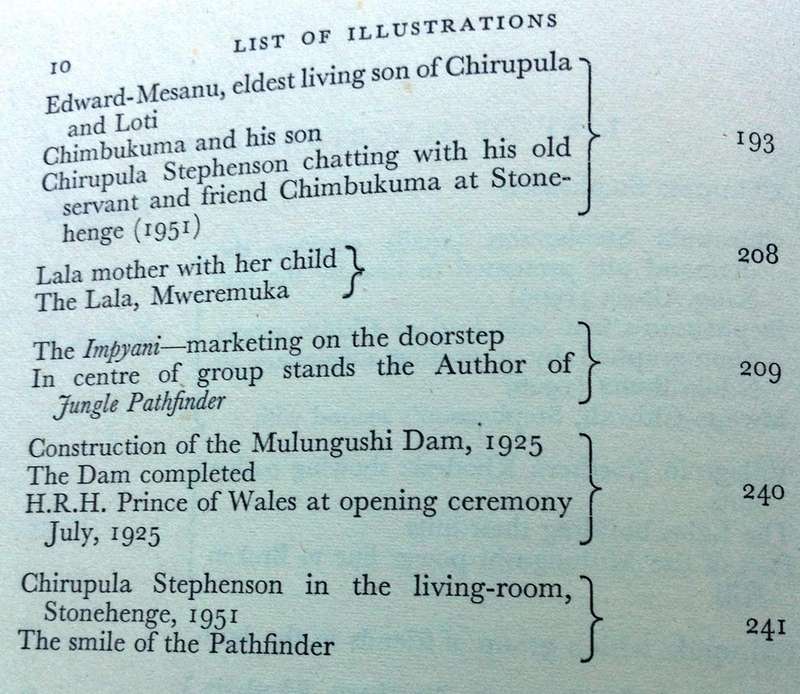 10 LIST OF ILLUSTRATIONS
Edward-Mesanu, eldest living son of Chirupula
and Loti
Chimbukuma and his son
Chirupula Stephenson chatting with his old
servant and friend Chimbukuma at Stone-
henge (1951)
193
Lala mother with her child
The Lala, Mweremuka
208
The Impyani—marketing on the doorstep
In centre of group stands the Author of
Jungle Pathfinder
209
Construction of the Mulungushi Dam, 1925
The Dam completed
H.R.H. Prince of Wales at opening ceremony
July, 1925
240
Chirupula Stephenson in the living-room,
Stonehenge, 1951
The smile of the Pathfinder
241